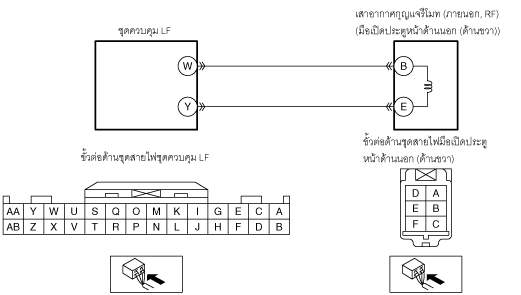 เสาอากาศกุญแจรีโมท (ภายนอก, RF)
ชุดควบคุม LF
(มือเปิดประตูหน้าด้านนอก (ด้านขวา))
W
B
Y
E
ขั้วต่อด้านชุดสายไฟมือเปิดประตู
ขั้วต่อด้านชุดสายไฟชุดควบคุม LF
หน้าด้านนอก (ด้านขวา)
D A
E B
F C
AA Y W U S Q O M K I G E C A
AB Z X V T R P N L J H F D B